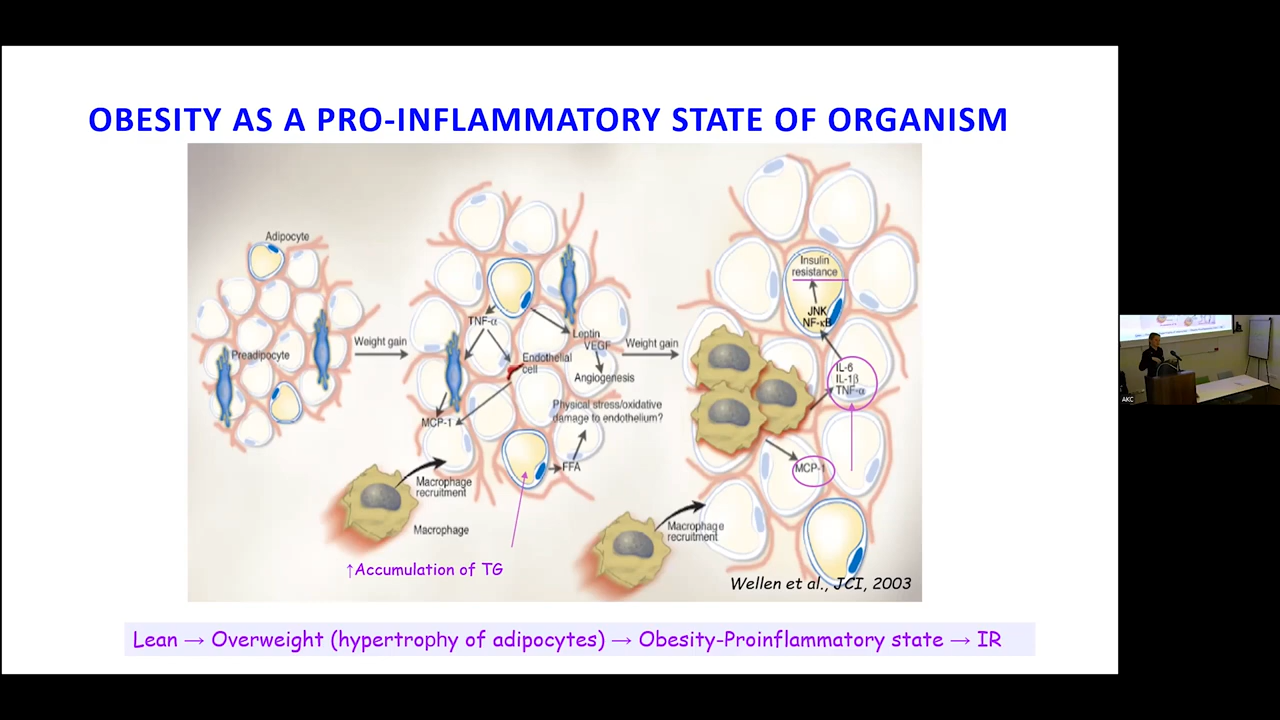 OBESITY AS A PRO-INFLAMMATORY STATE OF ORGANISM
Adipocyte
Preadipocyte
Weight gain
TNF-α
Leptin
VEGF
Endothelial
cell
Angiogenesis
Physical stress/oxidative
damage to endothelium?
MCP-1
FFA
Macrophage
recruitment
Macrophage
↑Accumulation of TG
Weight gain
Insulin
resistance
JNK
NF-κB
IL-6
IL-1β
TNF-α
MCP-1
Macrophage
recruitment
Wellen et al., JCI, 2003
Lean → Overweight (hypertrophy of adipocytes) → Obesity-Proinflammatory state → IR
AKC